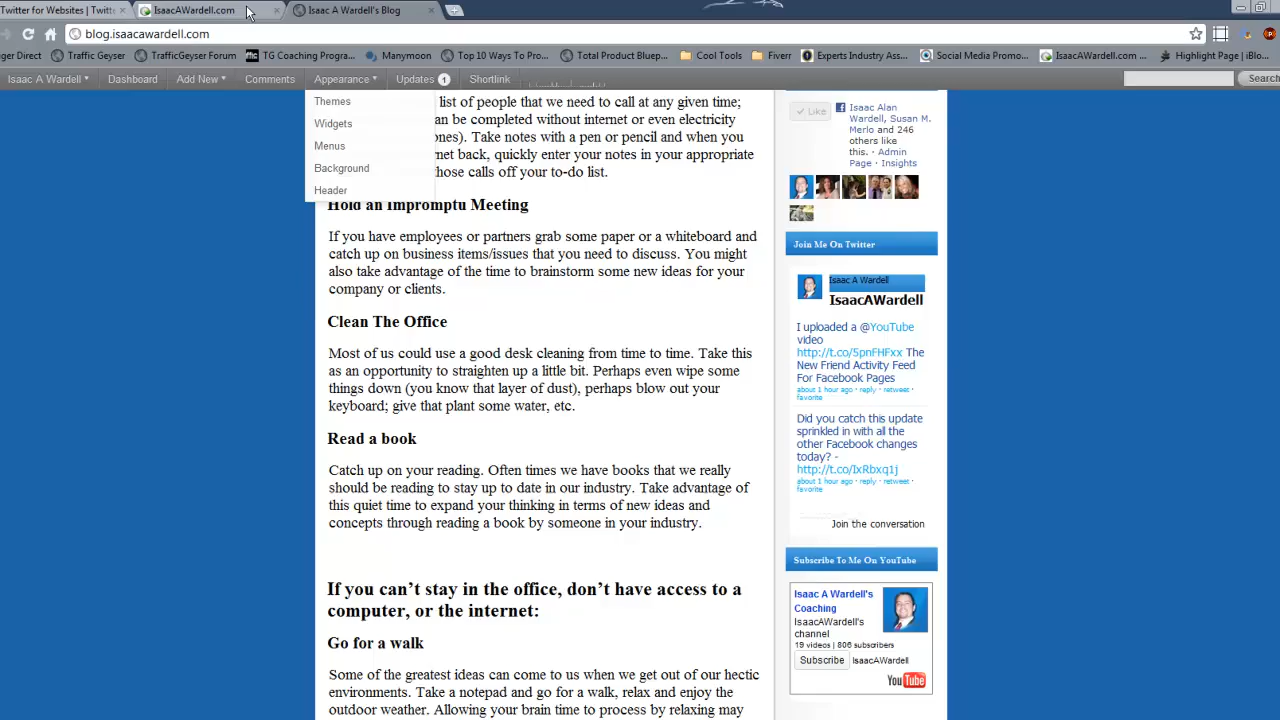 Twitter for Websites | Twitt
IsaacAWardell.com
Isaac A Wardell's Blog
blog.isaacawardell.com
ger Direct
Traffic Geyser
TrafficGeyser Forum
TG Coaching Program...
Manymoon
Top 10 Ways To Pro...
Total Product Bluep...
Cool Tools
Fiverr
Experts Industry Ass...
Social Media Promo...
IsaacAWardell.com ...
Highlight Page | iBlo...
Isaac A Wardell
Dashboard
Add New
Comments
Appearance
Updates 1
Shortlink
Search
Themes
Widgets
Menus
Background
Header
list of people that we need to call at any given time;
an be completed without internet or even electricity
ones). Take notes with a pen or pencil and when you
net back, quickly enter your notes in your appropriate
those calls off your to-do list.
Hold an Impromptu Meeting
If you have employees or partners grab some paper or a whiteboard and
catch up on business items/issues that you need to discuss. You might
also take advantage of the time to brainstorm some new ideas for your
company or clients.
Clean The Office
Most of us could use a good desk cleaning from time to time. Take this
as an opportunity to straighten up a little bit. Perhaps even wipe some
things down (you know that layer of dust), perhaps blow out your
keyboard; give that plant some water, etc.
Read a book
Catch up on your reading. Often times we have books that we really
should be reading to stay up to date in our industry. Take advantage of
this quiet time to expand your thinking in terms of new ideas and
concepts through reading a book by someone in your industry.
If you can't stay in the office, don't have access to a
computer, or the internet:
Go for a walk
Some of the greatest ideas can come to us when we get out of our hectic
environments. Take a notepad and go for a walk, relax and enjoy the
outdoor weather. Allowing your brain time to process by relaxing may
Like
Isaac Alan
Wardell, Susan M.
Merlo and 246
others like
this. · Admin
Page · Insights
Join Me On Twitter
Isaac A Wardell
IsaacAWardell
I uploaded a @YouTube
video
http://t.co/5pnFHFxx The
New Friend Activity Feed
For Facebook Pages
about 1 hour ago · reply · retweet ·
favorite
Did you catch this update
sprinkled in with all the
other Facebook changes
today? -
http://t.co/IxRbxq1j
about 1 hour ago · reply · retweet ·
favorite
Join the conversation
Subscribe To Me On YouTube
Isaac A Wardell's
Coaching
IsaacAWardell's
channel
19 videos | 806 subscribers
Subscribe
IsaacAWardell
YouTube